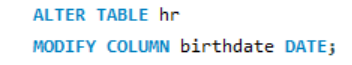 ALTER TABLE hr
MODIFY COLUMN birthdate DATE;